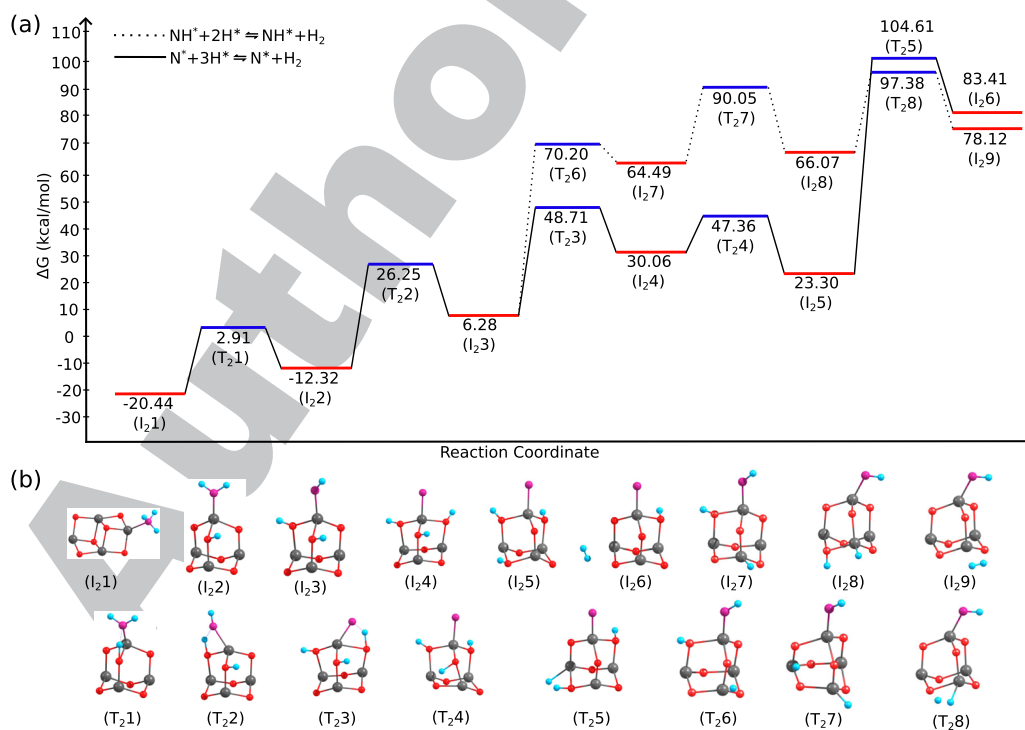 (a)
NH*+2H* ⇋ NH*+H₂
N*+3H* ⇋ N*+H₂
110
100
90
80
70
60
50
40
30
20
10
0
-10
-20
-30
ΔG (kcal/mol)
-20.44
(I₂1)
2.91
(T₂1)
-12.32
(I₂2)
26.25
(T₂2)
6.28
(I₂3)
70.20
(T₂6)
48.71
(T₂3)
64.49
(I₂7)
30.06
(I₂4)
90.05
(T₂7)
47.36
(T₂4)
66.07
(I₂8)
23.30
(I₂5)
104.61
(T₂5)
97.38
(T₂8)
83.41
(I₂6)
78.12
(I₂9)
Reaction Coordinate
(b)
(I₂1) (I₂2) (I₂3) (I₂4) (I₂5) (I₂6) (I₂7) (I₂8) (I₂9)
(T₂1) (T₂2) (T₂3) (T₂4) (T₂5) (T₂6) (T₂7) (T₂8)
Author